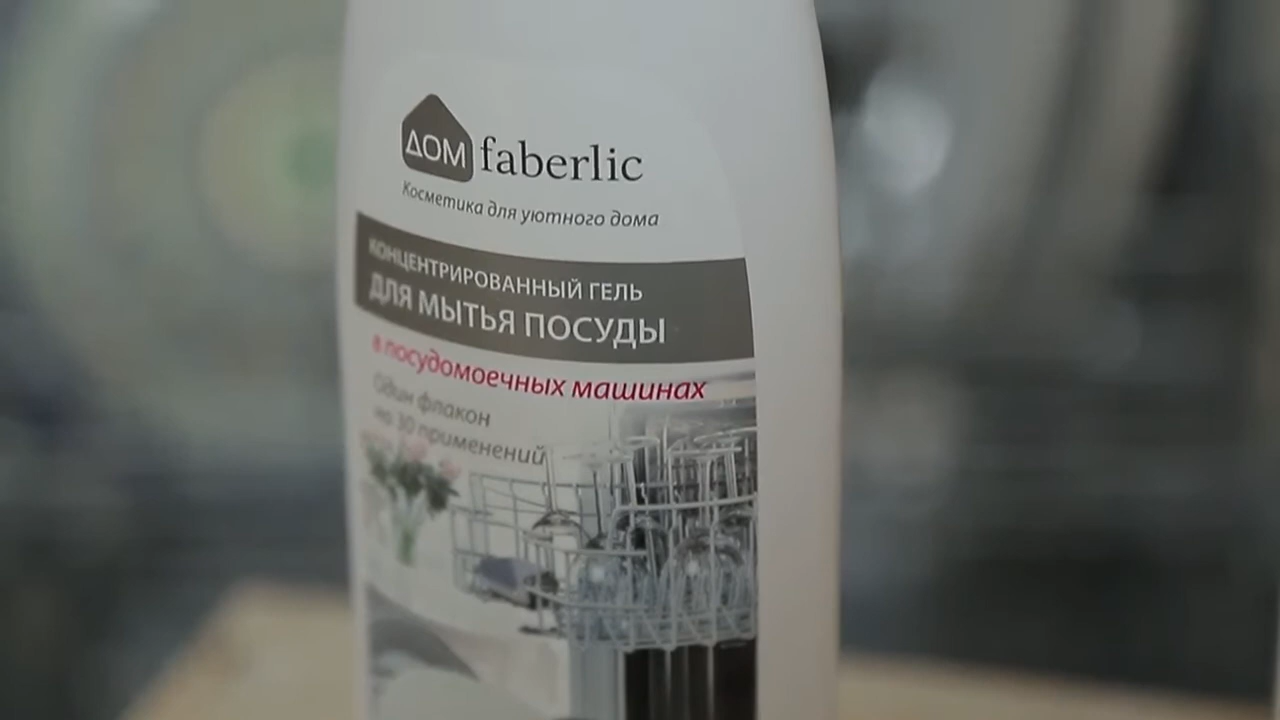 ДОМ faberlic
Косметика для уютного дома
КОНЦЕНТРИРОВАННЫЙ ГЕЛЬ
ДЛЯ МЫТЬЯ ПОСУДЫ
в посудомоечных машинах
Один флакон
на 30 применений